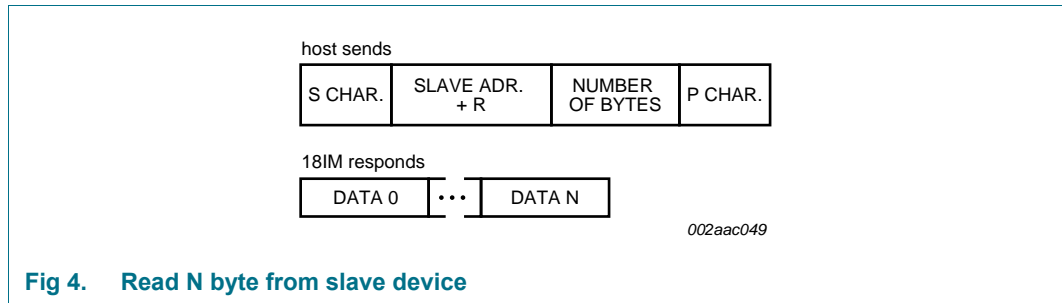 host sends
S CHAR. SLAVE ADR. + R NUMBER OF BYTES P CHAR.
18IM responds
DATA 0 ••• DATA N
002aac049
Fig 4. Read N byte from slave device